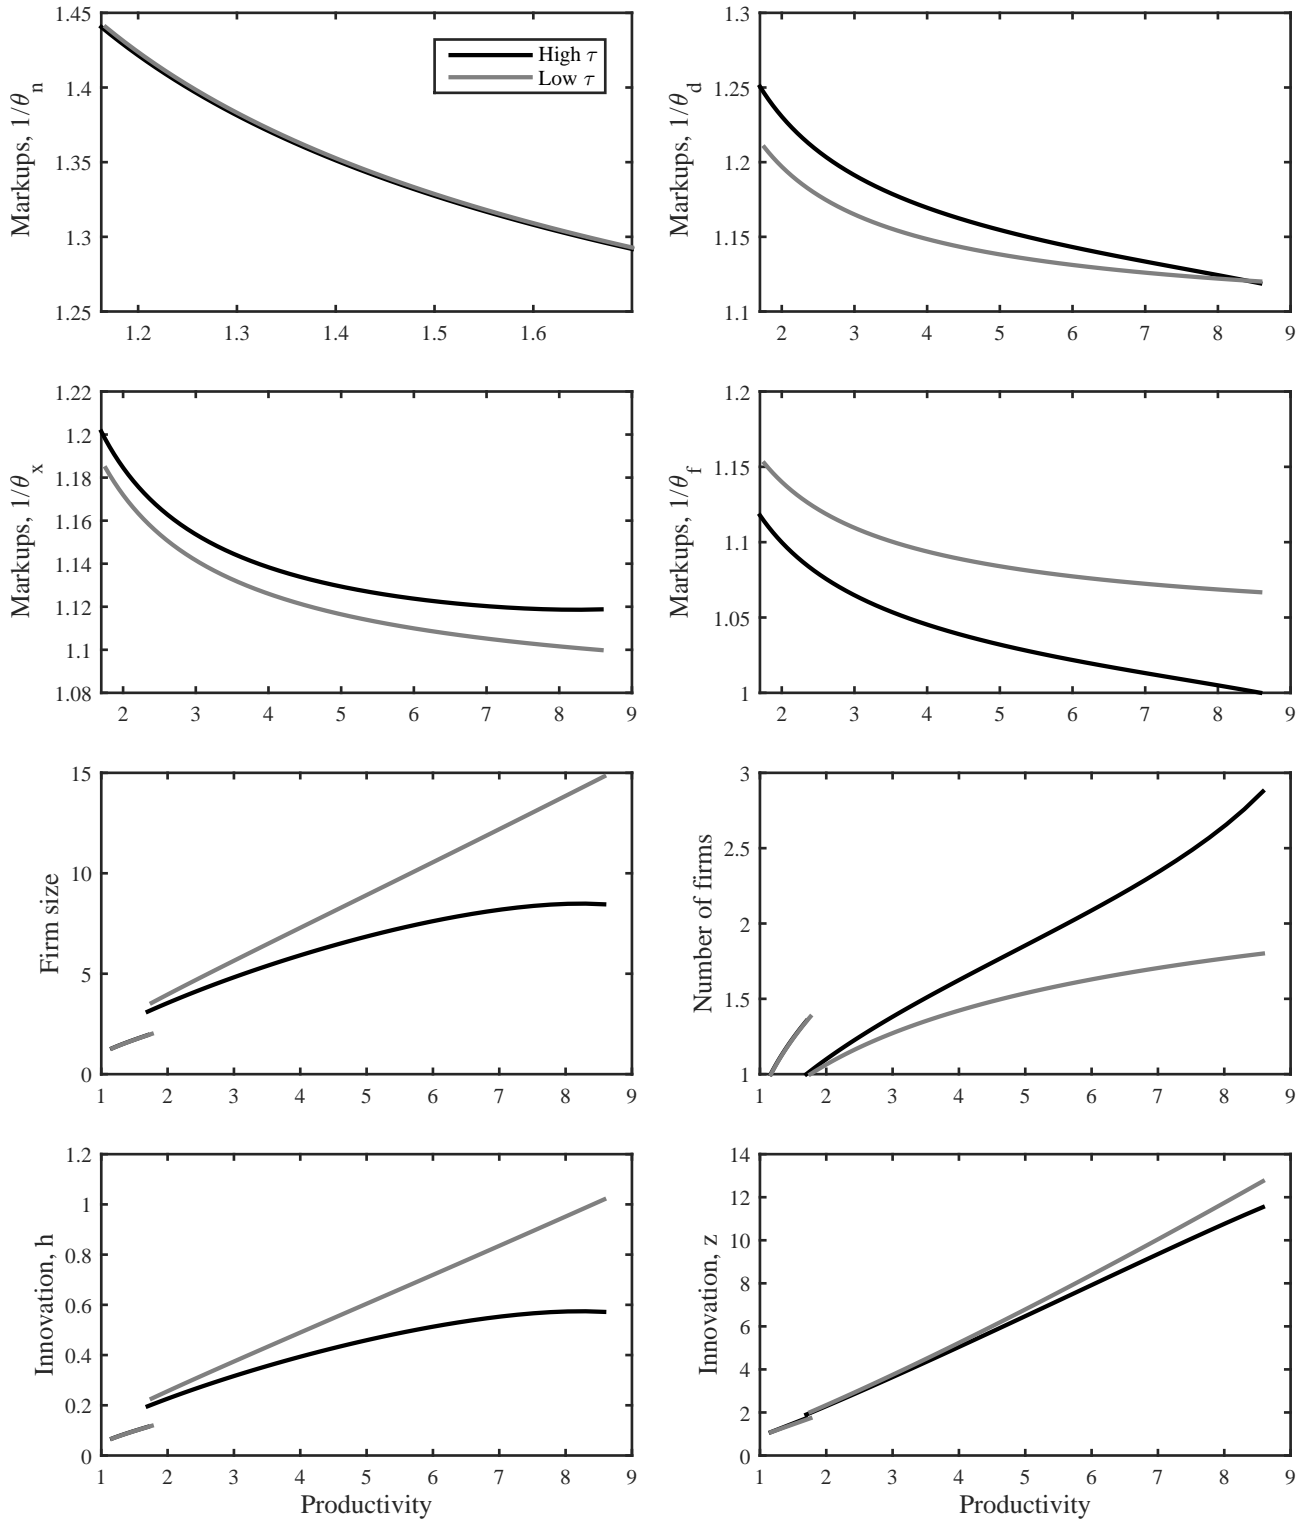 1.45 1.4 1.35 1.3 1.25
Markups, 1/θn
1.2 1.3 1.4 1.5 1.6
High τ
Low τ
1.3 1.25 1.2 1.15 1.1
Markups, 1/θd
2 3 4 5 6 7 8 9
1.22 1.2 1.18 1.16 1.14 1.12 1.1 1.08
Markups, 1/θx
2 3 4 5 6 7 8 9
1.2 1.15 1.1 1.05 1
Markups, 1/θf
2 3 4 5 6 7 8 9
15 10 5 0
Firm size
1 2 3 4 5 6 7 8 9
3 2.5 2 1.5 1
Number of firms
1 2 3 4 5 6 7 8 9
1.2 1 0.8 0.6 0.4 0.2 0
Innovation, h
1 2 3 4 5 6 7 8 9
Productivity
14 12 10 8 6 4 2 0
Innovation, z
1 2 3 4 5 6 7 8 9
Productivity